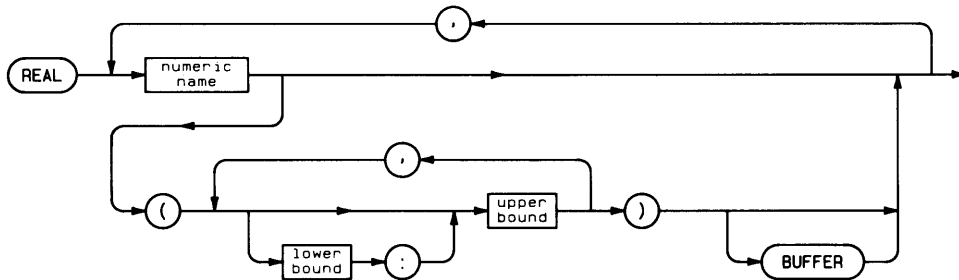 ,
REAL
numeric
name
,
(
upper
bound
)
lower
bound
:
BUFFER